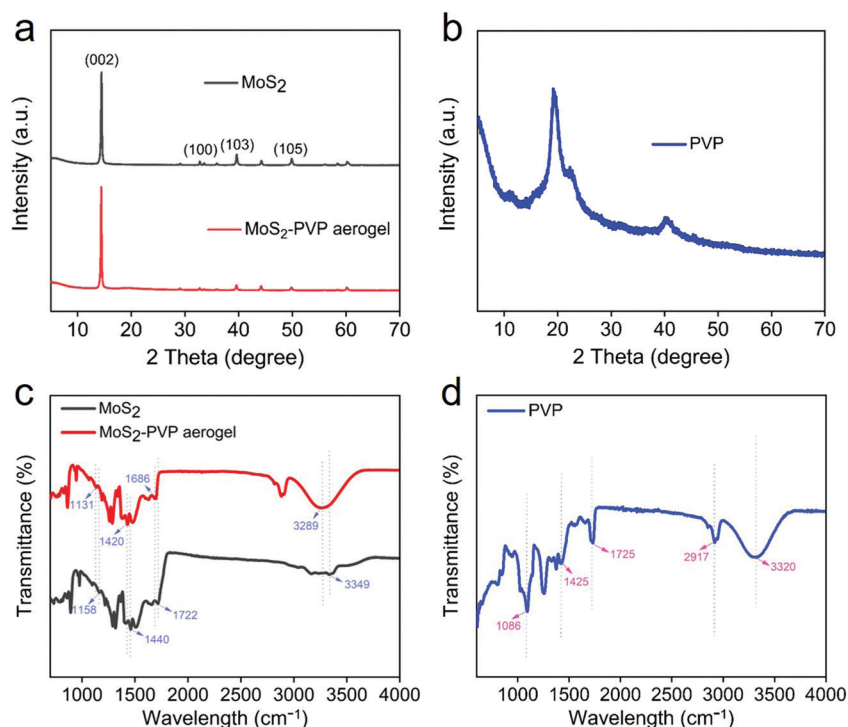 a
(002)
MoS2
(100)
(103)
(105)
MoS2-PVP aerogel
Intensity (a.u.)
10 20 30 40 50 60 70
2 Theta (degree)
b
PVP
Intensity (a.u.)
10 20 30 40 50 60 70
2 Theta (degree)
c
MoS2
MoS2-PVP aerogel
1131
1420
1686
3289
1158
1440
1722
3349
Transmittance (%)
1000 1500 2000 2500 3000 3500 4000
Wavelength (cm⁻¹)
d
PVP
1086
1425
1725
2917
3320
Transmittance (%)
1000 1500 2000 2500 3000 3500 4000
Wavelength (cm⁻¹)